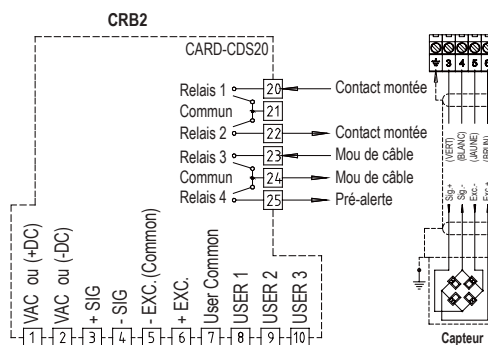 CRB2
CARD-CDS20
Relais 1 20 Contact montée
Commun 21
Relais 2 22 Contact montée
Relais 3 23 Mou de câble
Commun 24 Mou de câble
Relais 4 25 Pré-alerte
VAC ou (+DC)
VAC ou (-DC)
+ SIG
- SIG
- EXC. (Common)
+ EXC.
User Common
USER 1
USER 2
USER 3
1 2 3 4 5 6 7 8 9 10
3 4 5
(VERT)
(BLANC)
(JAUNE)
Sig.+
Sig.-
Exc.-
Capteur